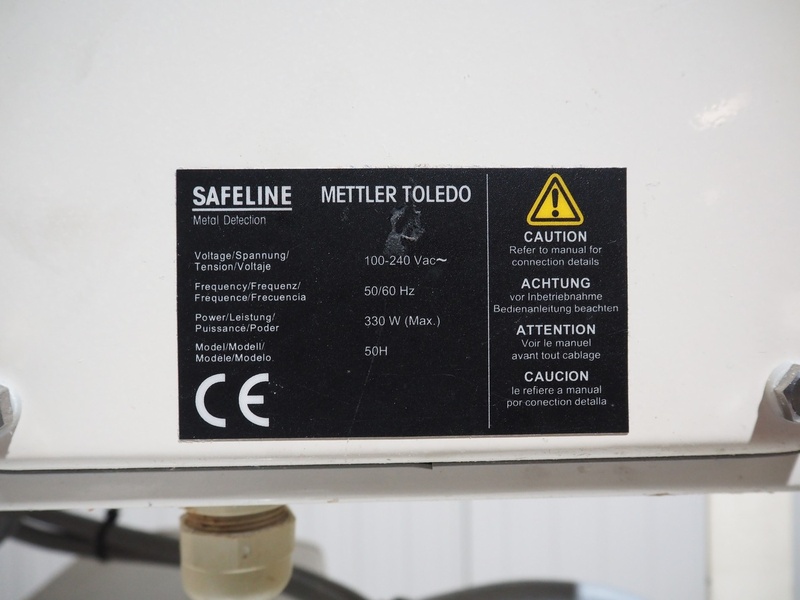 SAFELINE METTLER TOLEDO
Metal Detection
Voltage/Spannung/
Tension/Voltaje
100-240 Vac~
Frequency/Frequenz/
Frequence/Frecuencia
50/60 Hz
Power/Leistung/
Puissance/Poder
330 W (Max.)
Model/Modell/
Modele/Modelo
50H
CE
CAUTION
Refer to manual for
connection details
ACHTUNG
vor Inbetriebnahme
Bedienanleitung beachten
ATTENTION
Voir le manuel
avant tout cablage
CAUCION
le refiere a manual
por conection detalla